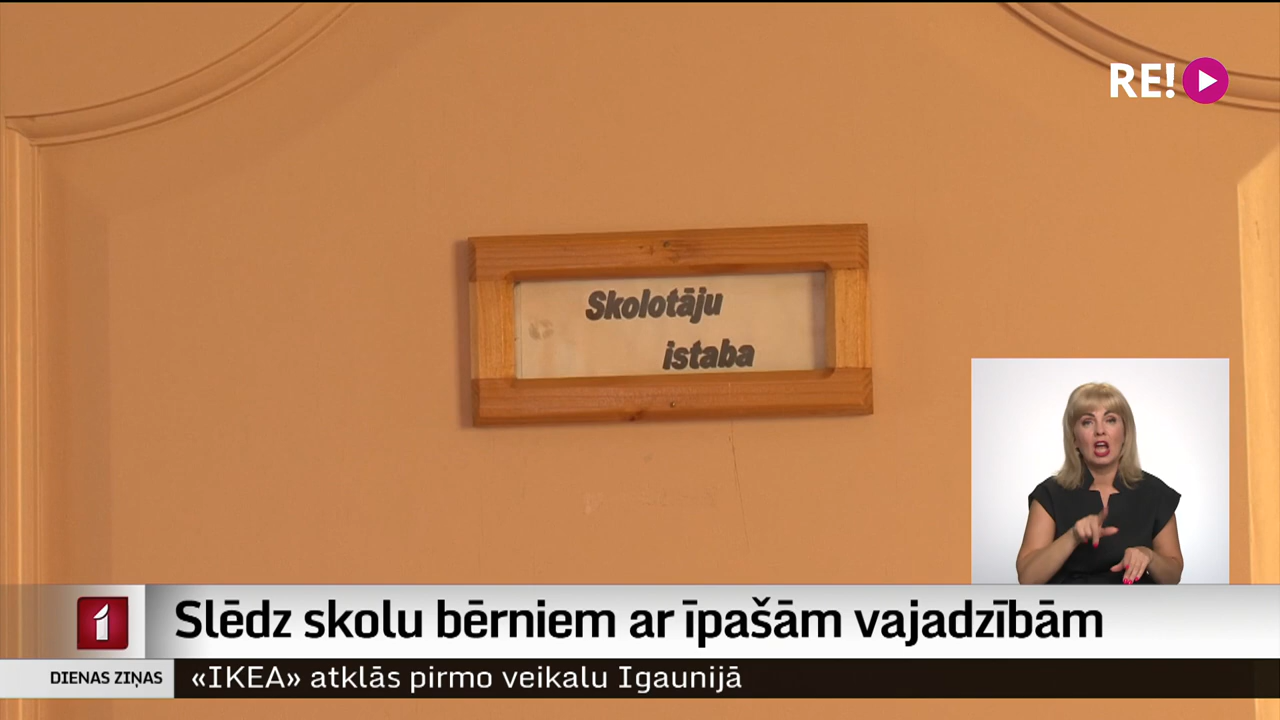 RE!
Skolotāju
istaba
1
Slēdz skolu bērniem ar īpašām vajadzībām
DIENAS ZIŅAS
«IKEA» atklās pirmo veikalu Igaunijā